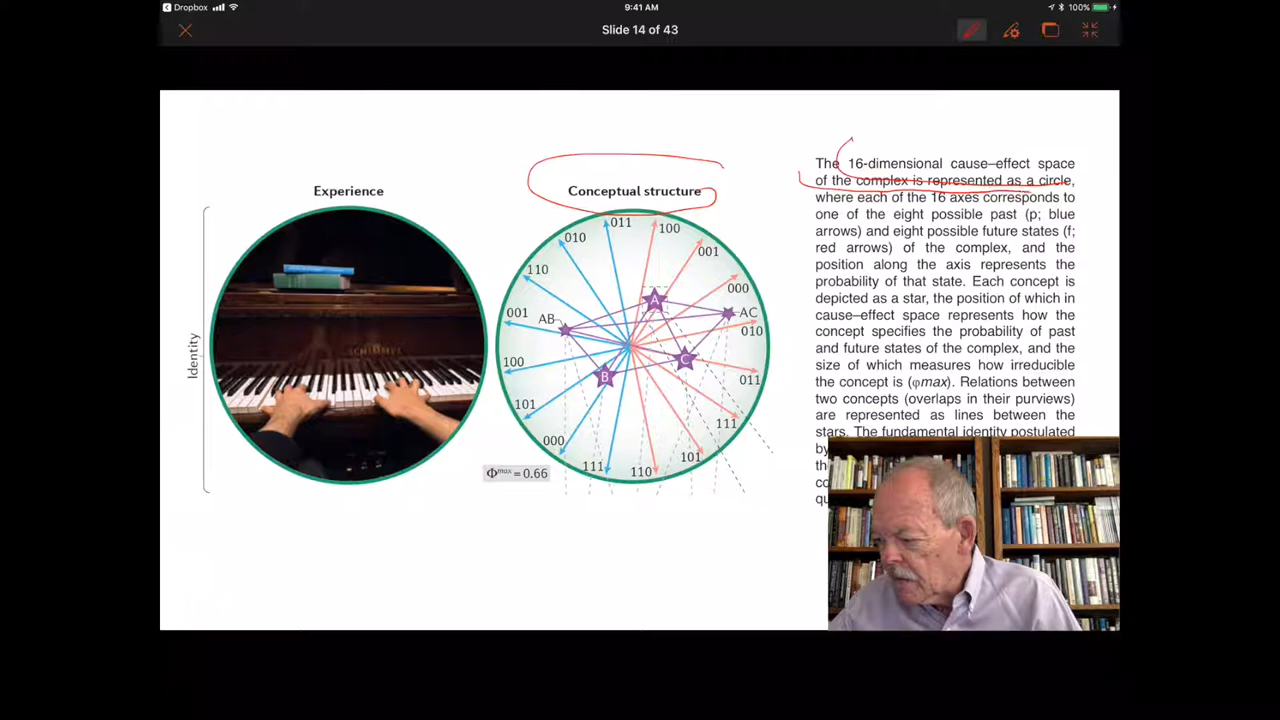 Dropbox
9:41 AM
100%
Slide 14 of 43
Experience
Conceptual structure
Identity
SCHIMMEL
011
100
010
001
110
000
A
001
AB
AC
010
100
C
011
B
101
111
000
101
111
110
Φmax = 0.66
The 16-dimensional cause–effect space
of the complex is represented as a circle,
where each of the 16 axes corresponds to
one of the eight possible past (p; blue
arrows) and eight possible future states (f;
red arrows) of the complex, and the
position along the axis represents the
probability of that state. Each concept is
depicted as a star, the position of which in
cause–effect space represents how the
concept specifies the probability of past
and future states of the complex, and the
size of which measures how irreducible
the concept is (φmax). Relations between
two concepts (overlaps in their purviews)
are represented as lines between the
stars. The fundamental identity postulated